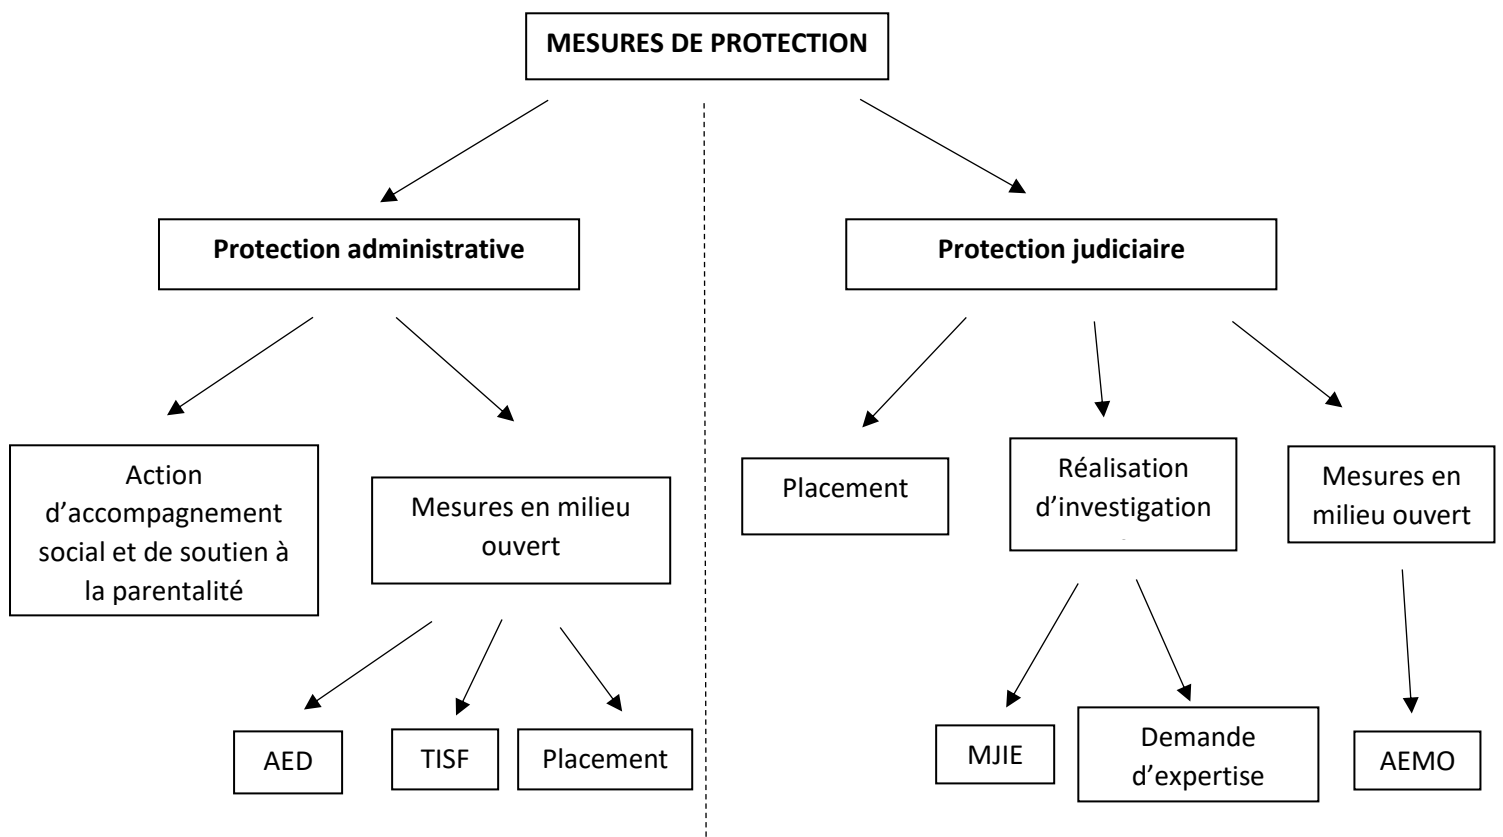 MESURES DE PROTECTION
Protection administrative
Protection judiciaire
Action
d’accompagnement
social et de soutien à
la parentalité
Mesures en milieu
ouvert
Placement
Réalisation
d’investigation
Mesures en
milieu ouvert
AED
TISF
Placement
MJIE
Demande
d’expertise
AEMO